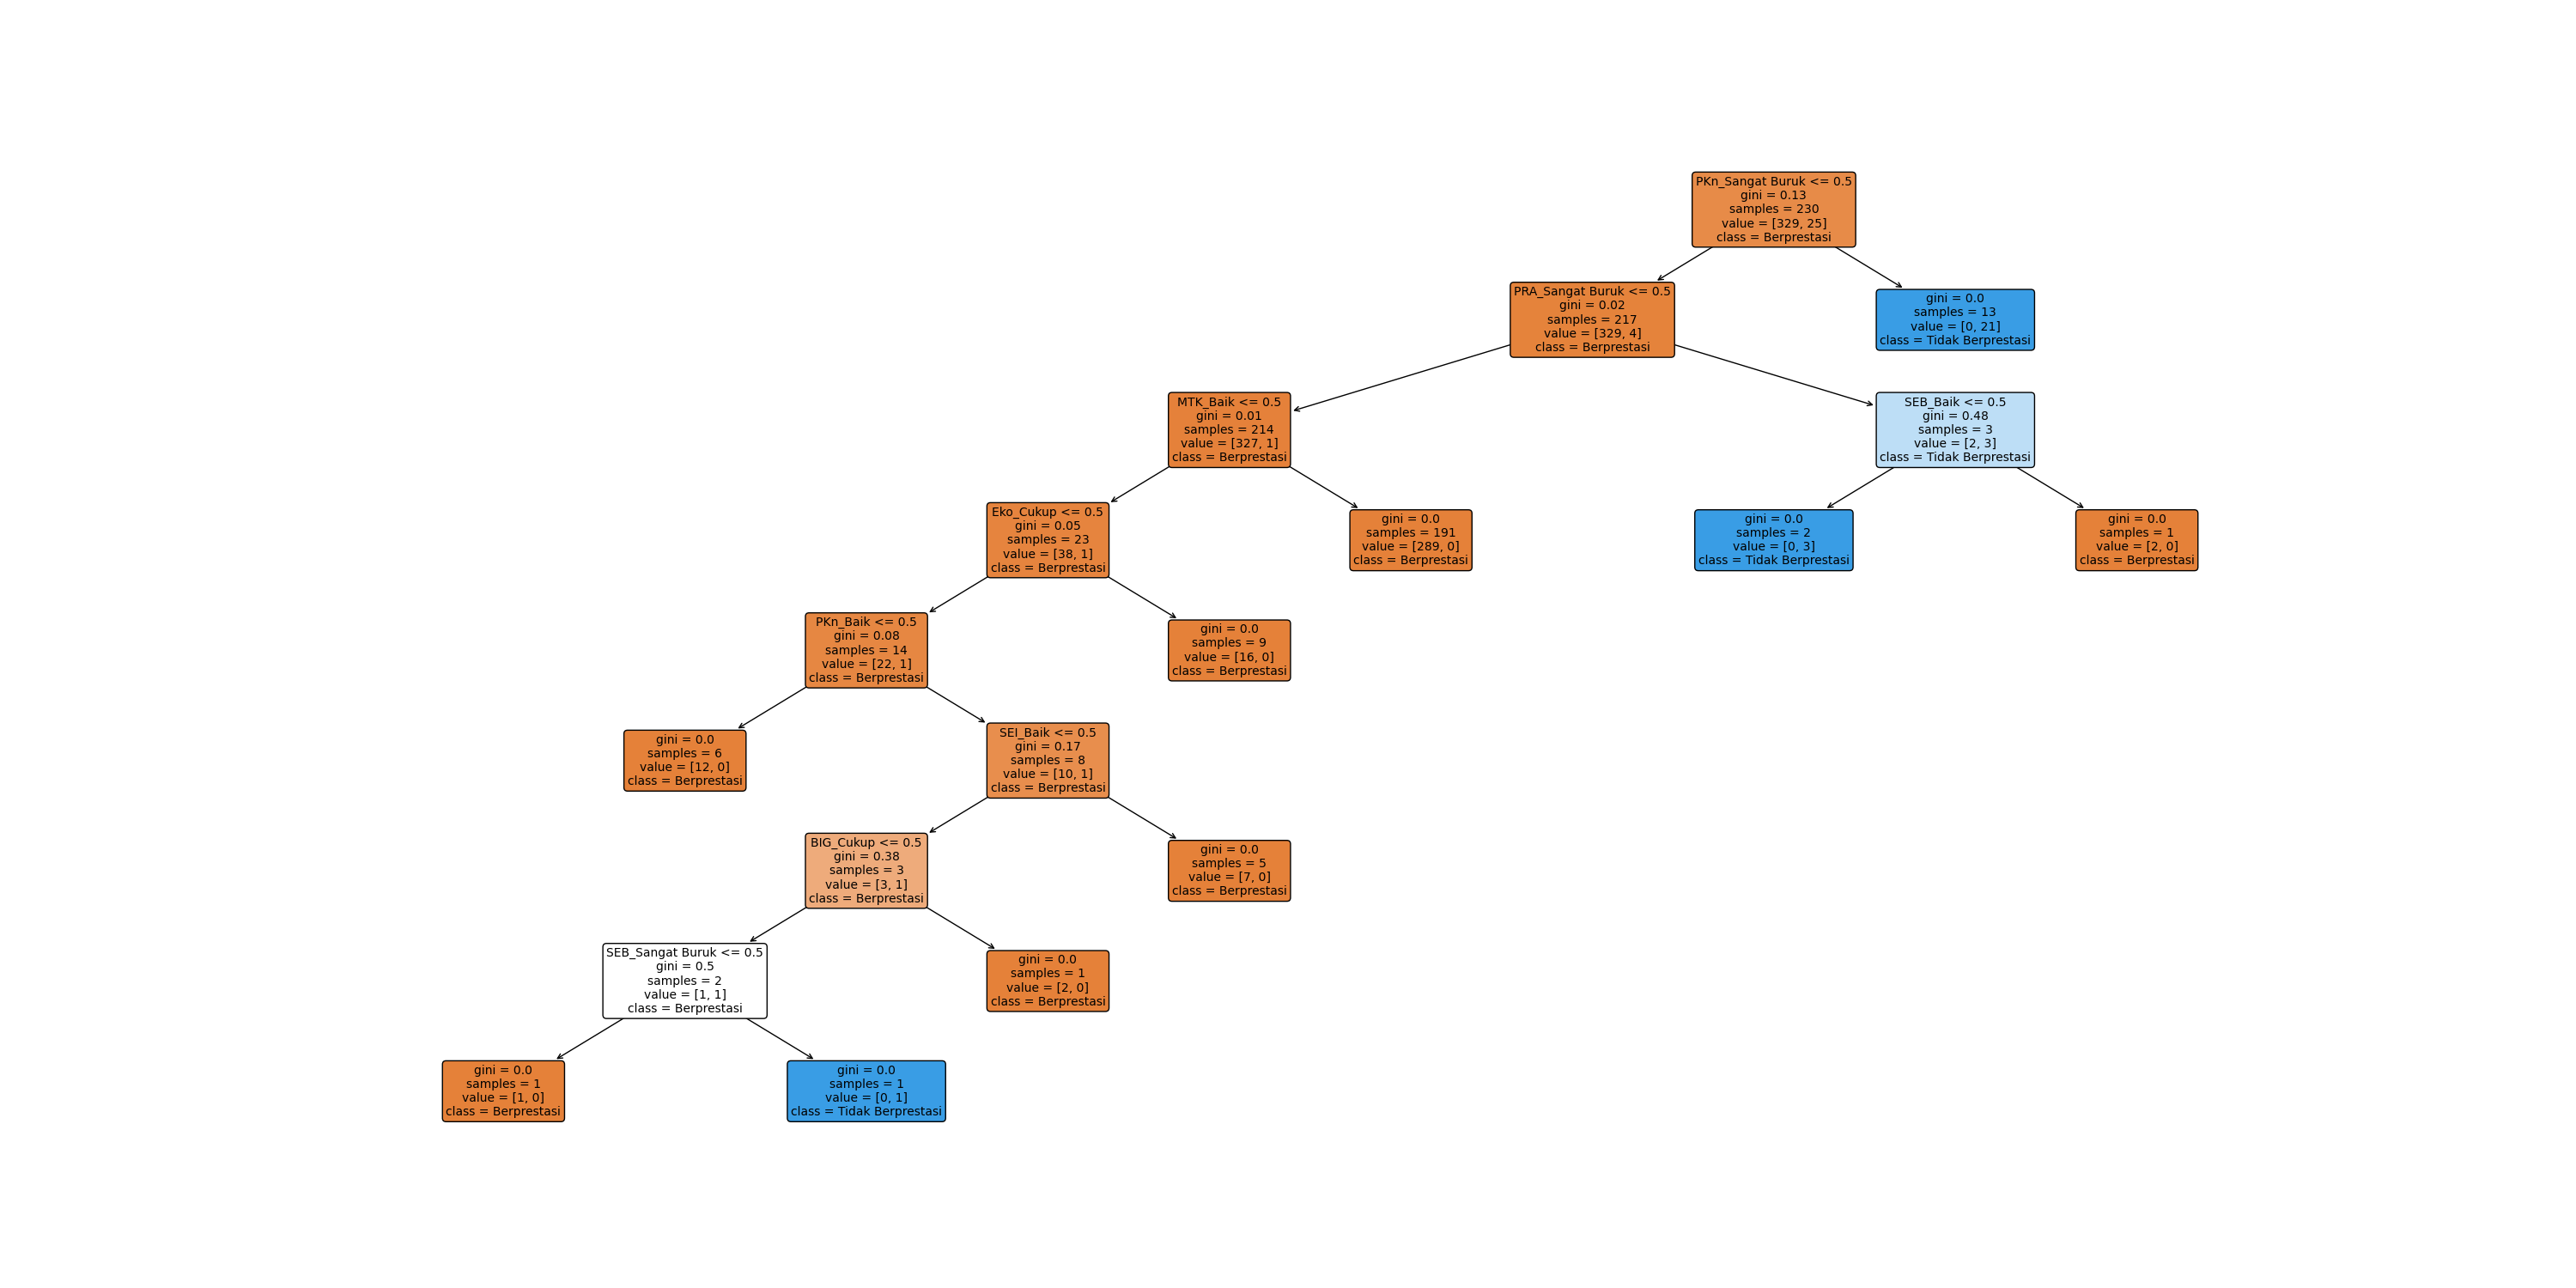 PKn_Sangat Buruk <= 0.5
gini = 0.13
samples = 230
value = [329, 25]
class = Berprestasi
PRA_Sangat Buruk <= 0.5
gini = 0.02
samples = 217
value = [329, 4]
class = Berprestasi
gini = 0.0
samples = 13
value = [0, 21]
class = Tidak Berprestasi
MTK_Baik <= 0.5
gini = 0.01
samples = 214
value = [327, 1]
class = Berprestasi
SEB_Baik <= 0.5
gini = 0.48
samples = 3
value = [2, 3]
class = Tidak Berprestasi
Eko_Cukup <= 0.5
gini = 0.05
samples = 23
value = [38, 1]
class = Berprestasi
gini = 0.0
samples = 191
value = [289, 0]
class = Berprestasi
gini = 0.0
samples = 2
value = [0, 3]
class = Tidak Berprestasi
gini = 0.0
samples = 1
value = [2, 0]
class = Berprestasi
PKn_Baik <= 0.5
gini = 0.08
samples = 14
value = [22, 1]
class = Berprestasi
gini = 0.0
samples = 9
value = [16, 0]
class = Berprestasi
gini = 0.0
samples = 6
value = [12, 0]
class = Berprestasi
SEI_Baik <= 0.5
gini = 0.17
samples = 8
value = [10, 1]
class = Berprestasi
BIG_Cukup <= 0.5
gini = 0.38
samples = 3
value = [3, 1]
class = Berprestasi
gini = 0.0
samples = 5
value = [7, 0]
class = Berprestasi
SEB_Sangat Buruk <= 0.5
gini = 0.5
samples = 2
value = [1, 1]
class = Berprestasi
gini = 0.0
samples = 1
value = [2, 0]
class = Berprestasi
gini = 0.0
samples = 1
value = [1, 0]
class = Berprestasi
gini = 0.0
samples = 1
value = [0, 1]
class = Tidak Berprestasi